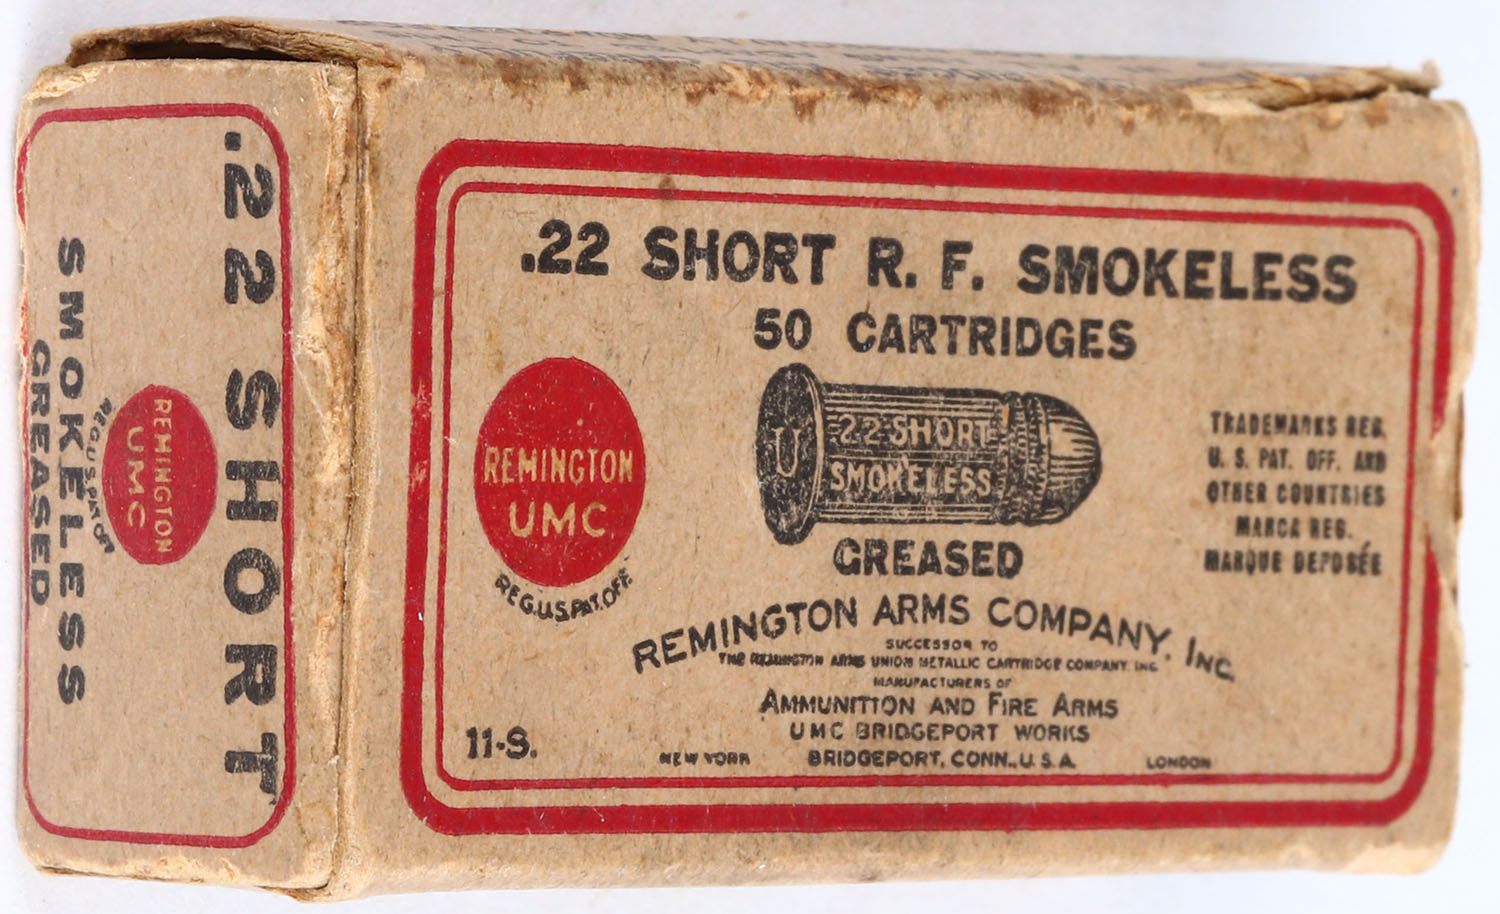 .22 SHORT R. F. SMOKELESS
50 CARTRIDGES
REMINGTON
UMC
REG.U.S.PAT.OFF.
U
.22 SHORT
SMOKELESS
GREASED
TRADEMARKS REG.
U. S. PAT. OFF. AND
OTHER COUNTRIES
MARCA REG.
MARQUE DEPOSÉE
REMINGTON ARMS COMPANY, INC.
SUCCESSOR TO
THE REMINGTON ARMS UNION METALLIC CARTRIDGE COMPANY. INC
MANUFACTURERS OF
AMMUNITION AND FIRE ARMS
UMC BRIDGEPORT WORKS
11-S.
NEW YORK
BRIDGEPORT, CONN., U. S. A.
LONDON
.22 SHORT
REMINGTON
UMC
REG.U.S.PAT.OFF
SMOKELESS
GREASED